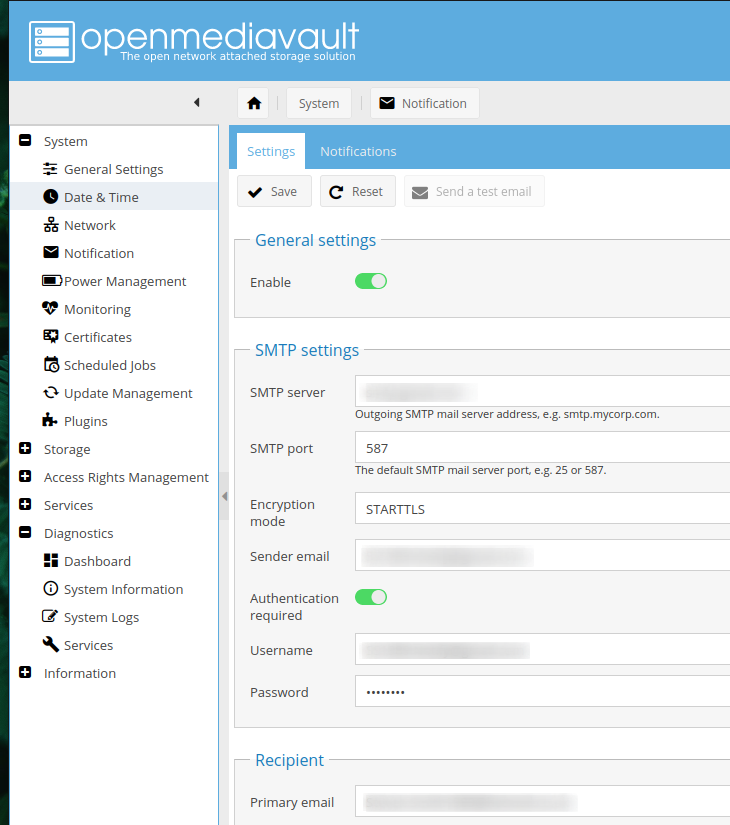 openmediavault
The open network attached storage solution
System
Notification
System
General Settings
Date & Time
Network
Notification
Power Management
Monitoring
Certificates
Scheduled Jobs
Update Management
Plugins
Storage
Access Rights Management
Services
Diagnostics
Dashboard
System Information
System Logs
Services
Information
Settings
Notifications
Save
Reset
Send a test email
General settings
Enable
SMTP settings
SMTP server
Outgoing SMTP mail server address, e.g. smtp.mycorp.com.
SMTP port
587
The default SMTP mail server port, e.g. 25 or 587.
Encryption
mode
STARTTLS
Sender email
Authentication
required
Username
Password
••••••••
Recipient
Primary email